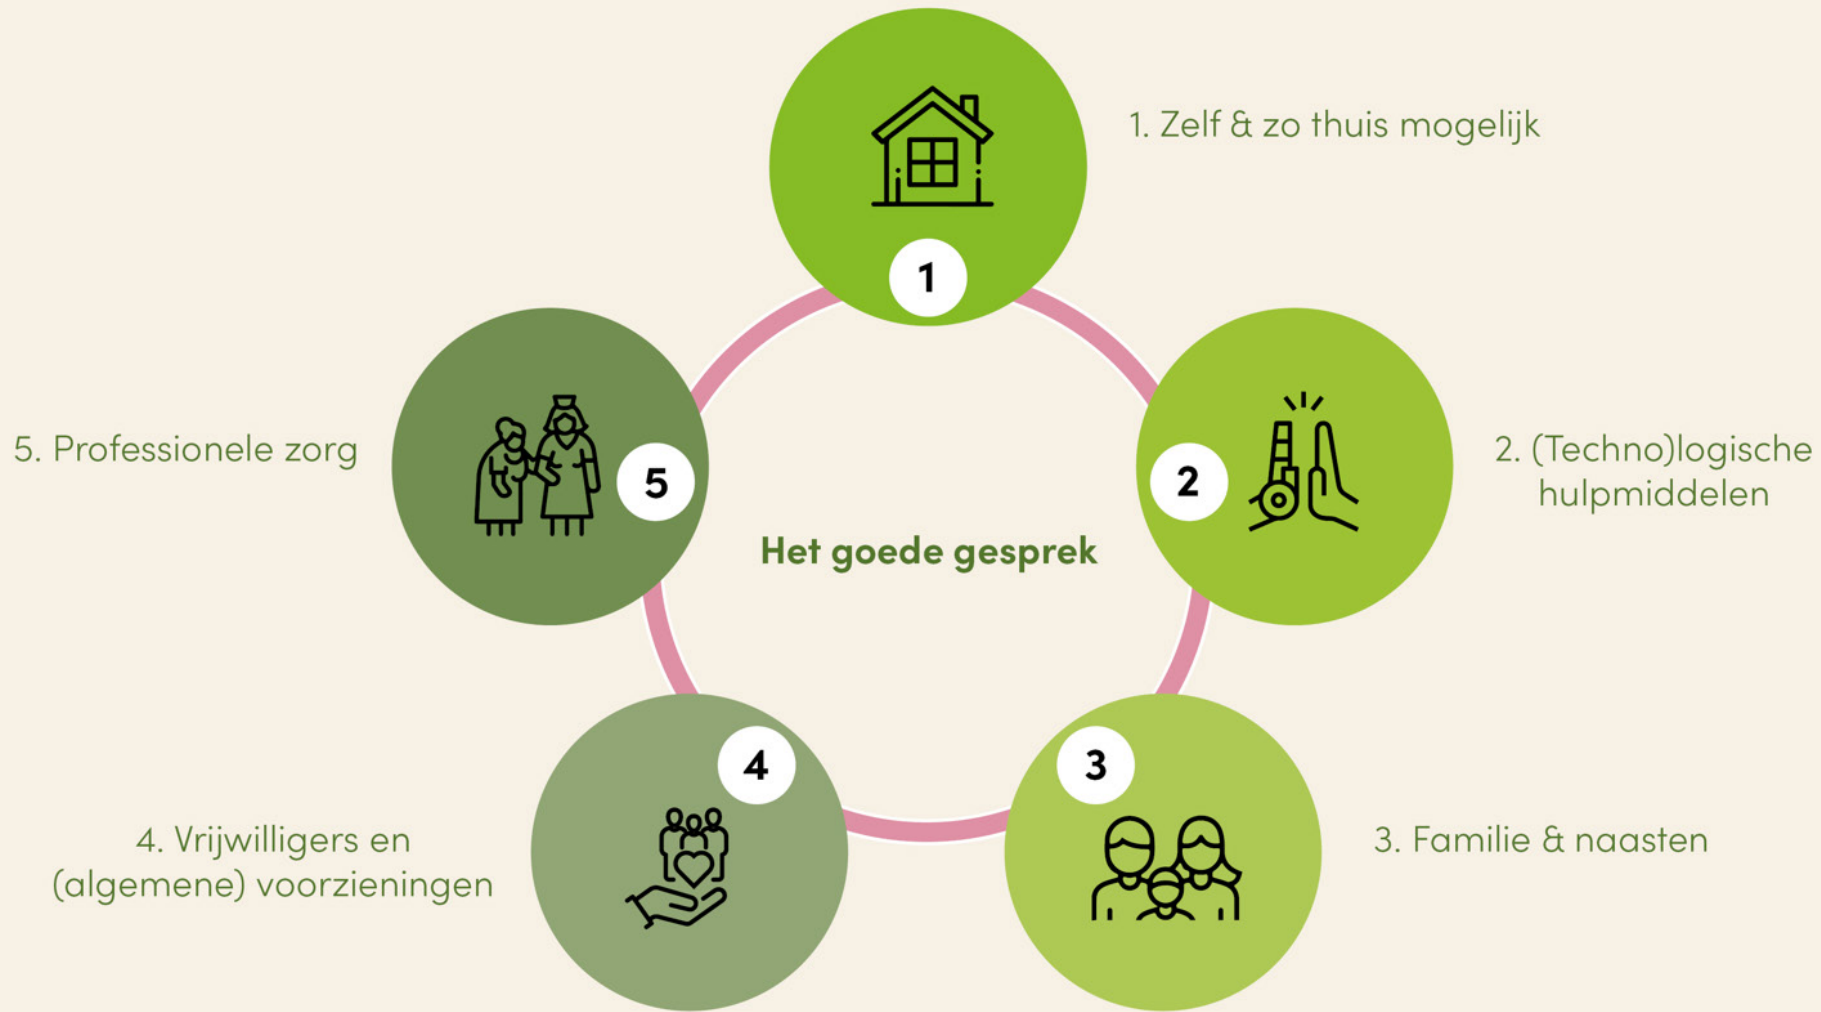 1. Zelf & zo thuis mogelijk
1
2. (Techno)logische
hulpmiddelen
2
3. Familie & naasten
3
4. Vrijwilligers en
(algemene) voorzieningen
4
5. Professionele zorg
5
Het goede gesprek